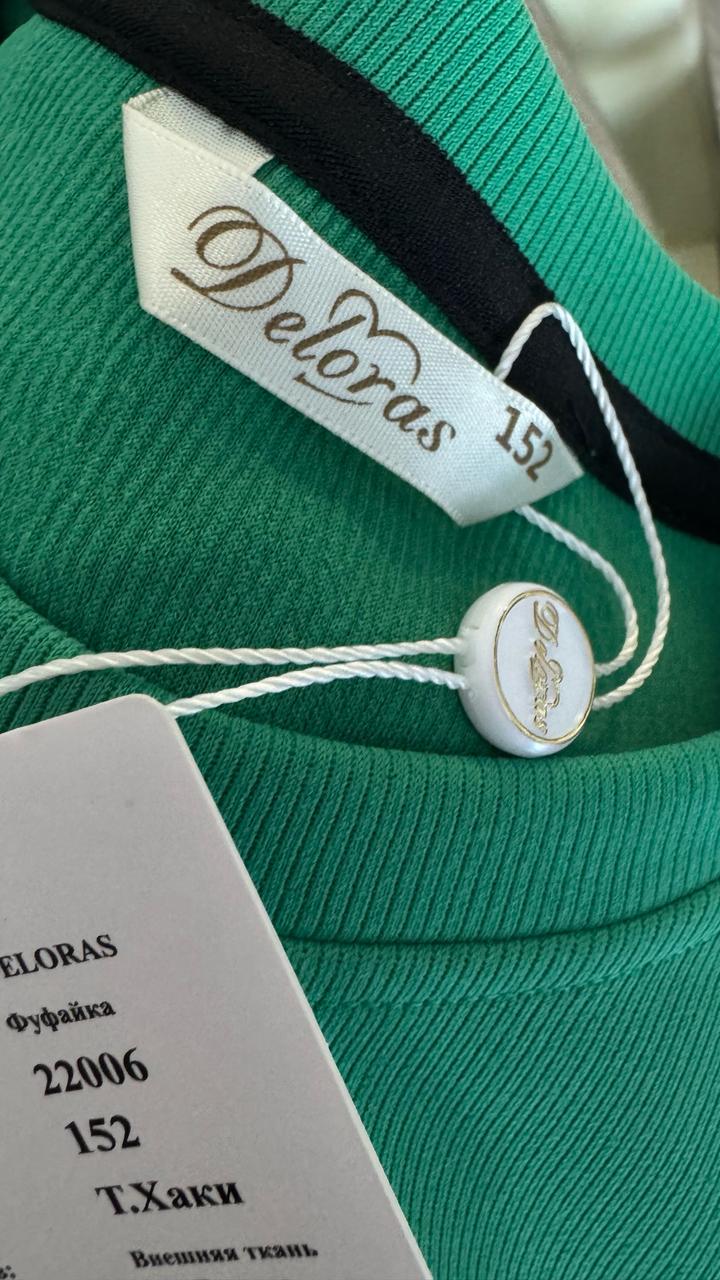 Deloras
152
Deloras
ELORAS
Фуфайка
22006
152
Т.Хаки
Внешняя ткань